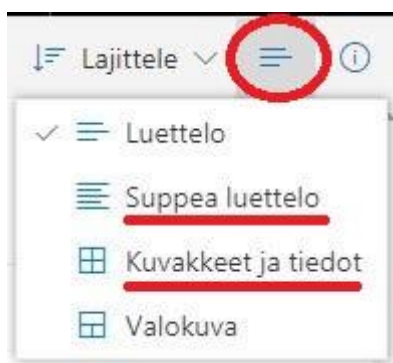 Lajittele
Luettelo
Suppea luettelo
Kuvakkeet ja tiedot
Valokuva